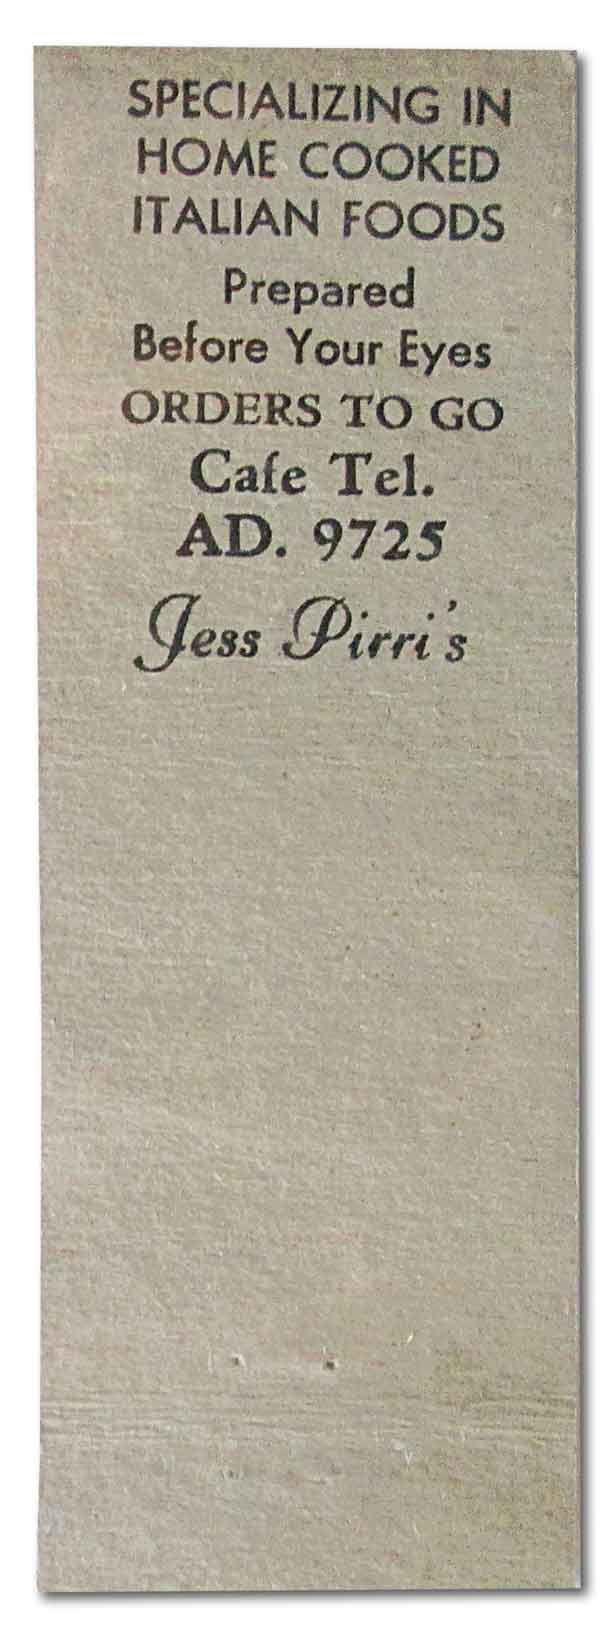 SPECIALIZING IN
HOME COOKED
ITALIAN FOODS
Prepared
Before Your Eyes
ORDERS TO GO
Cafe Tel.
AD. 9725
Jess Pirri's